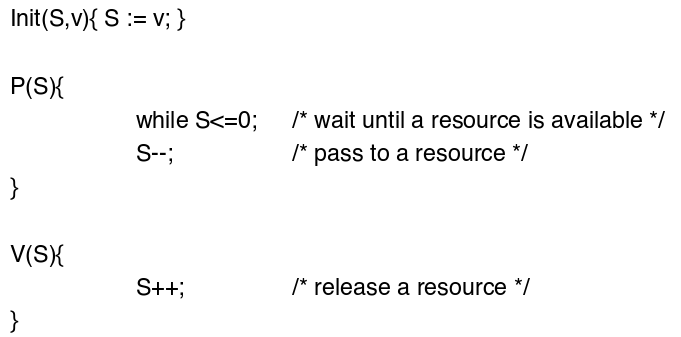 Init(S,v){ S := v; }
P(S){
while S<=0; /* wait until a resource is available */
S--; /* pass to a resource */
}
V(S){
S++; /* release a resource */
}